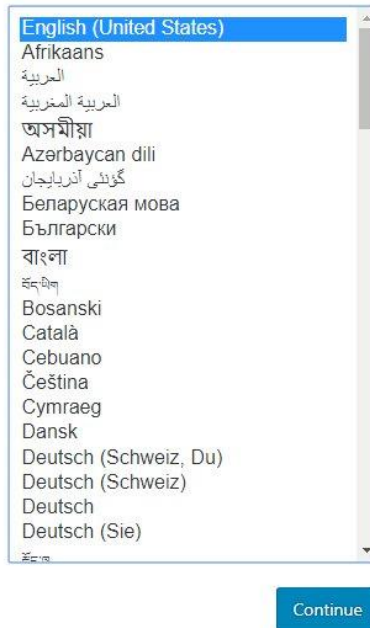 English (United States)
Afrikaans
العربية
العربية المغربية
অসমীয়া
Azərbaycan dili
گؤنئی آذربایجان
Беларуская мова
Български
বাংলা
བོད་ཡིག
Bosanski
Català
Cebuano
Čeština
Cymraeg
Dansk
Deutsch (Schweiz, Du)
Deutsch (Schweiz)
Deutsch
Deutsch (Sie)
Continue